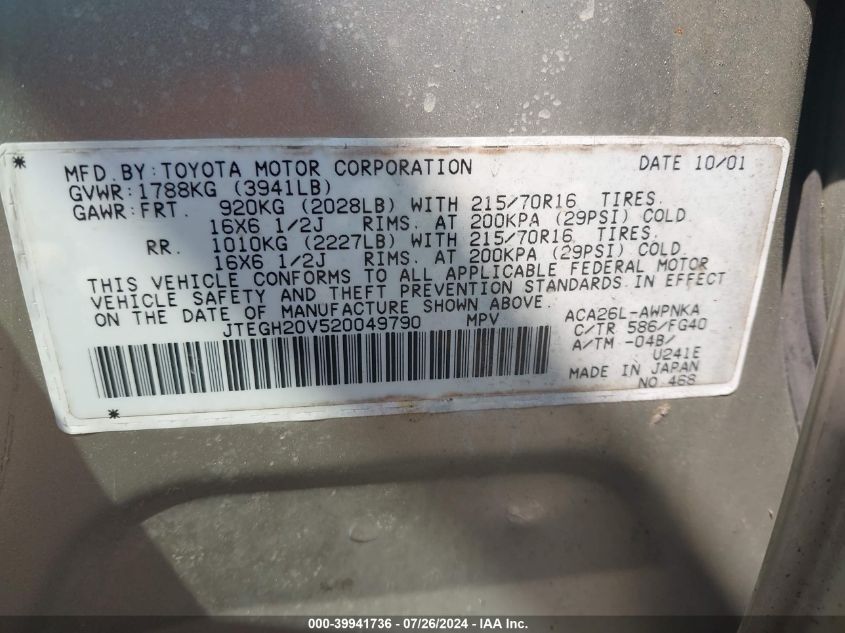 * MFD.BY:TOYOTA MOTOR CORPORATION DATE 10/01
GVWR:1788KG (3941LB)
GAWR:FRT. 920KG (2028LB) WITH 215/70R16 TIRES.
16X6 1/2J RIMS. AT 200KPA (29PSI) COLD
RR. 1010KG (2227LB) WITH 215/70R16 TIRES.
16X6 1/2J RIMS. AT 200KPA (29PSI) COLD
THIS VEHICLE CONFORMS TO ALL APPLICABLE FEDERAL MOTOR
VEHICLE SAFETY AND THEFT PREVENTION STANDARDS IN EFFECT
ON THE DATE OF MANUFACTURE SHOWN ABOVE.
JTEGH20V520049790 MPV ACA26L-AWPNKA
C/TR 586/FG40
A/TM -04B/
U241E
MADE IN JAPAN
* NO 468
000-39941736 - 07/26/2024 - IAA Inc.